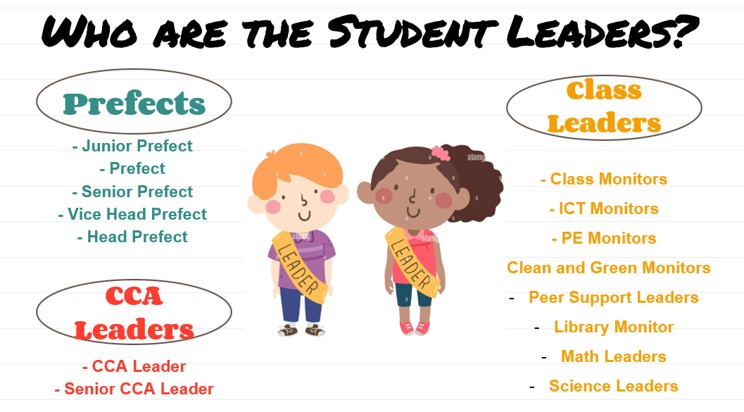 WHO ARE THE STUDENT LEADERS?
Prefects
- Junior Prefect
- Prefect
- Senior Prefect
- Vice Head Prefect
- Head Prefect
CCA
Leaders
- CCA Leader
- Senior CCA Leader
LEADER
LEADER
Class
Leaders
- Class Monitors
- ICT Monitors
- PE Monitors
Clean and Green Monitors
- Peer Support Leaders
- Library Monitor
- Math Leaders
- Science Leaders